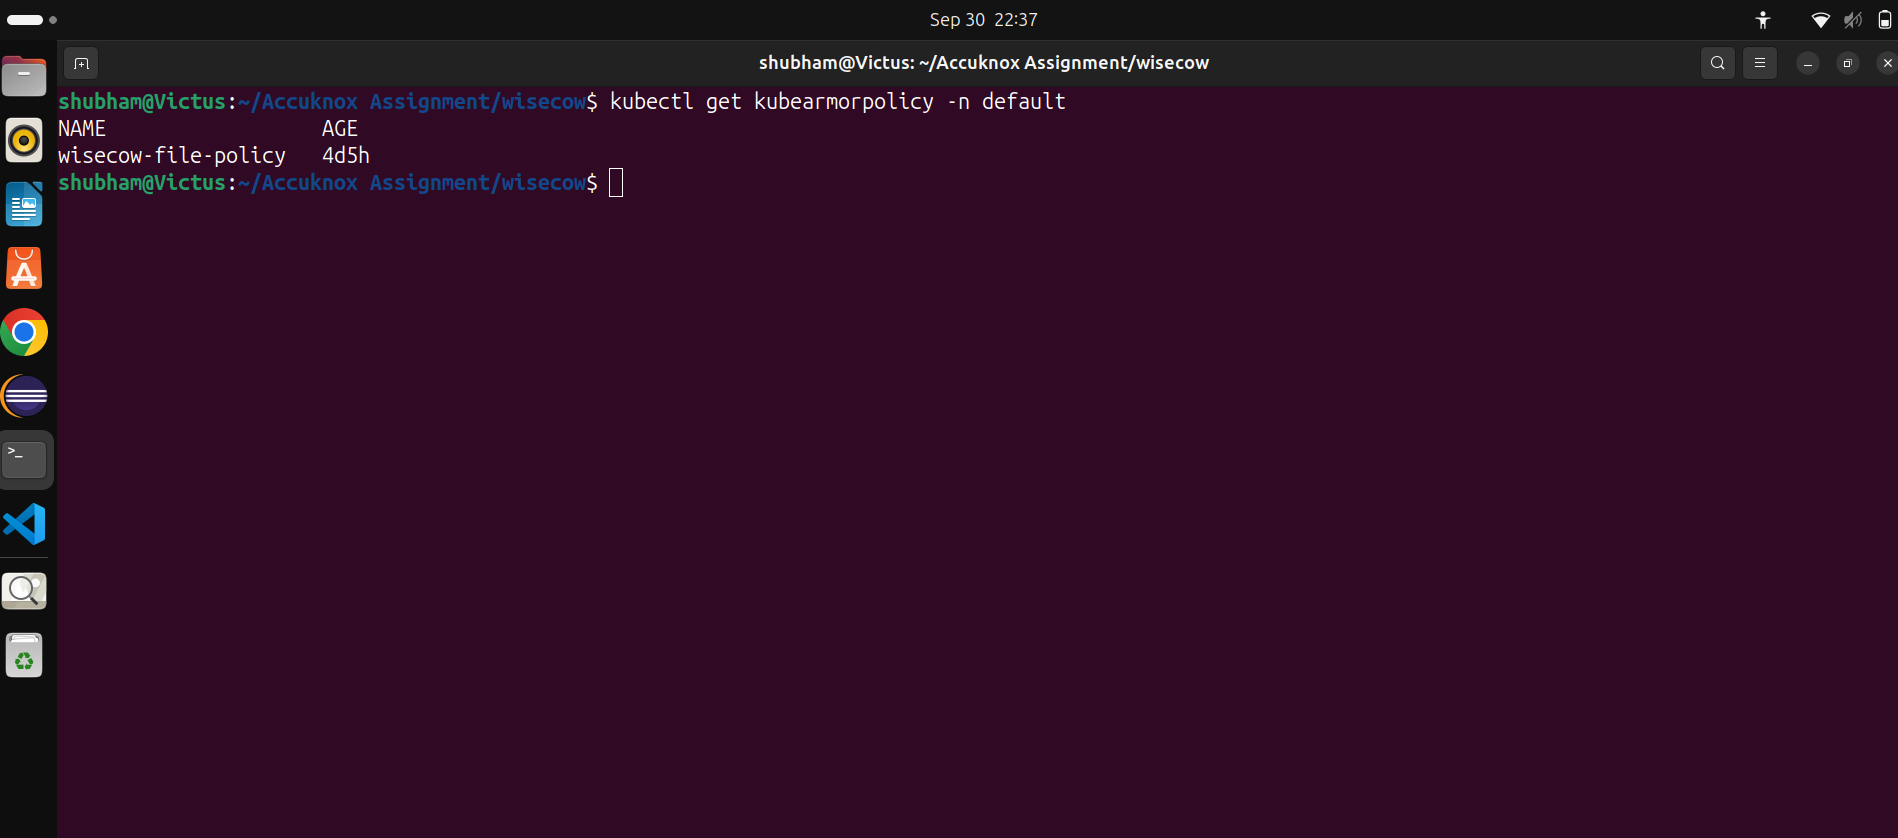 Sep 30 22:37
shubham@Victus: ~/Accuknox Assignment/wisecow
shubham@Victus:~/Accuknox Assignment/wisecow$ kubectl get kubearmorpolicy -n default
NAME                  AGE
wisecow-file-policy   4d5h
shubham@Victus:~/Accuknox Assignment/wisecow$